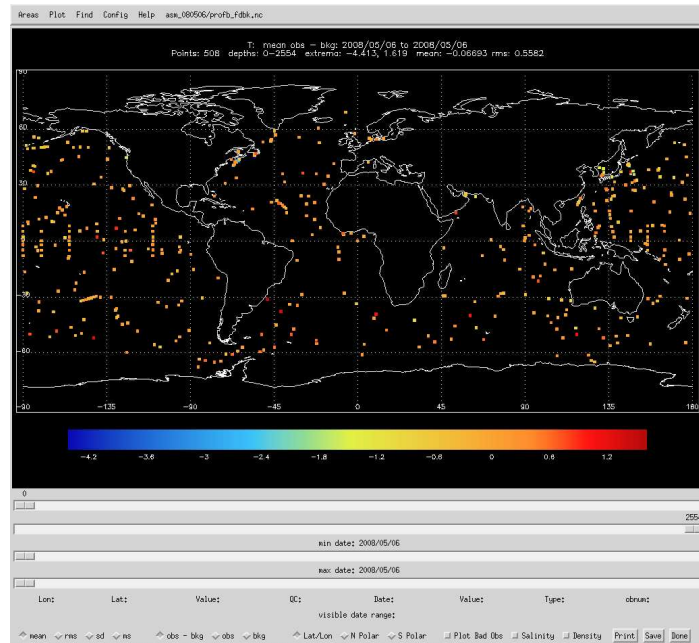 Areas Plot Find Config Help asm_080506/profb_fdbk.nc
T: mean obs - bkg: 2008/05/06 to 2008/05/06
Points: 508 depths: 0-2554 extrema: -4.413, 1.619 mean: -0.06693 rms: 0.5582
90
60
30
0
-30
-60
-90 -135 -90 -45 0 45 90 135 180
-4.2 -3.6 -3 -2.4 -1.8 -1.2 -0.6 0 0.6 1.2
0
2554
min date: 2008/05/06
max date: 2008/05/06
Lon: Lat: Value: QC: Date: Value: Type: obnum:
visible date range:
mean rms sd ms obs - bkg obs bkg Lat/Lon N Polar S Polar Plot Bad Obs Salinity Density Print Save Done